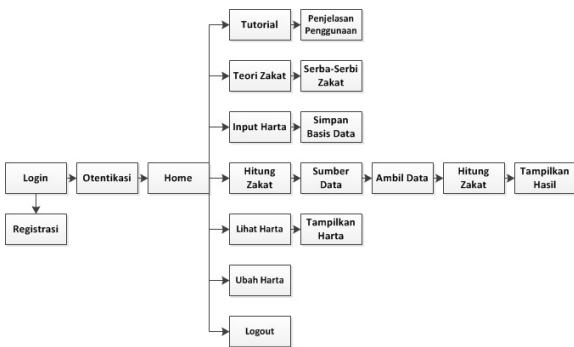 Tutorial
Penjelasan
Penggunaan
Teori Zakat
Serba-Serbi
Zakat
Input Harta
Simpan
Basis Data
Login
Otentikasi
Home
Hitung
Zakat
Sumber
Data
Ambil Data
Hitung
Zakat
Tampilkan
Hasil
Registrasi
Lihat Harta
Tampilkan
Harta
Ubah Harta
Logout